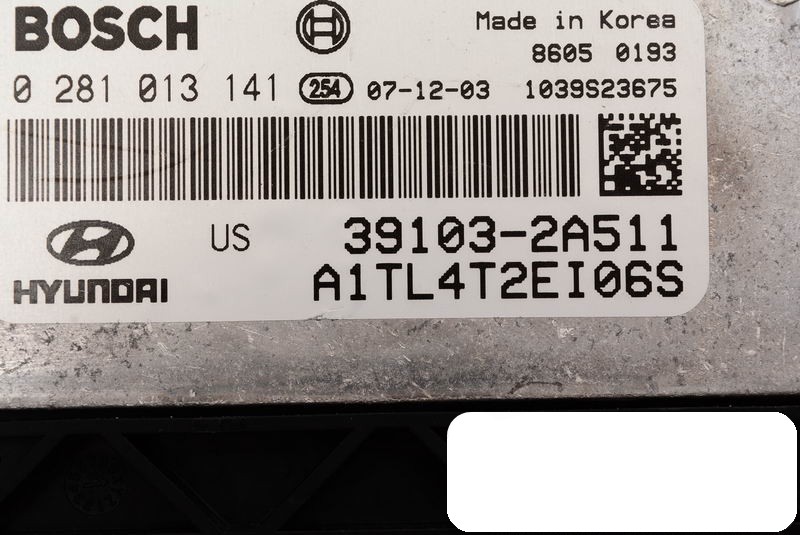 BOSCH
Made in Korea
8605 0193
0 281 013 141 254 07-12-03 1039S23675
US 39103-2A511
HYUNDAI A1TL4T2EI06S